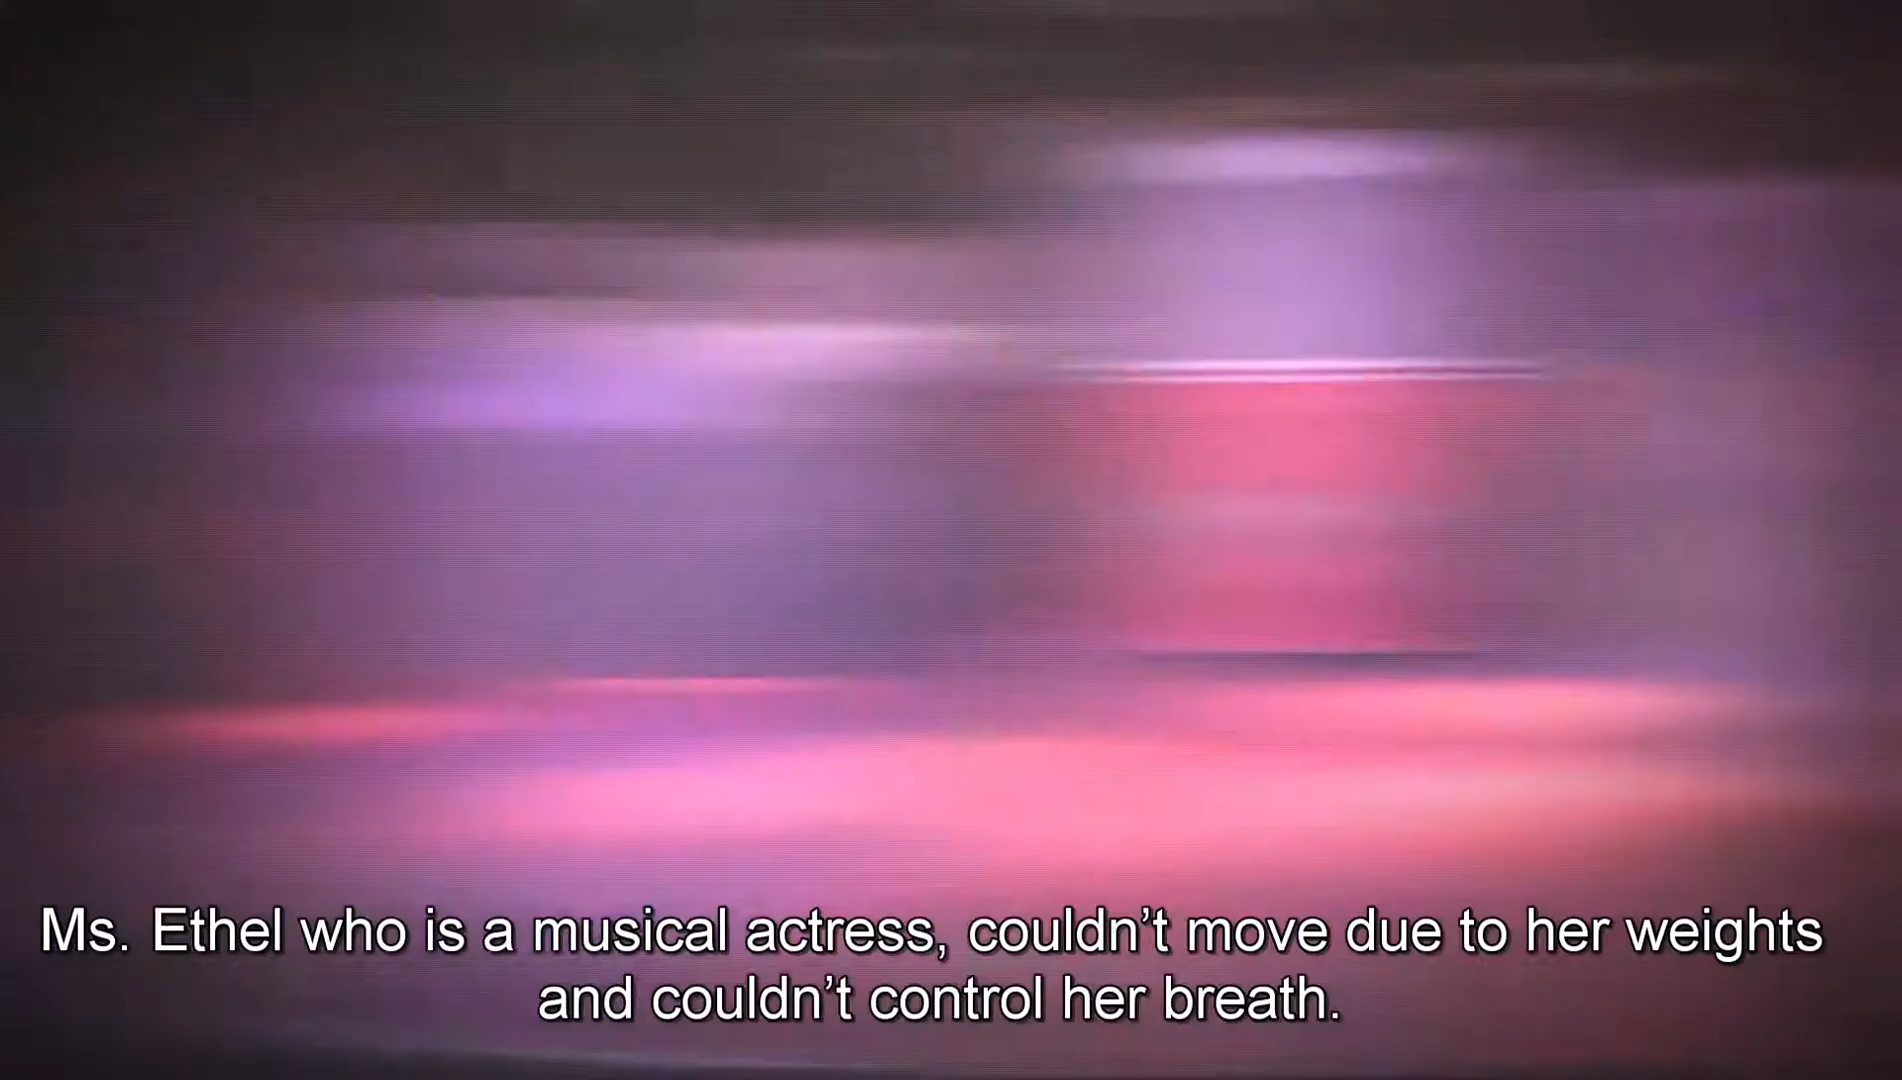 Ms. Ethel who is a musical actress, couldn’t move due to her weights
and couldn’t control her breath.